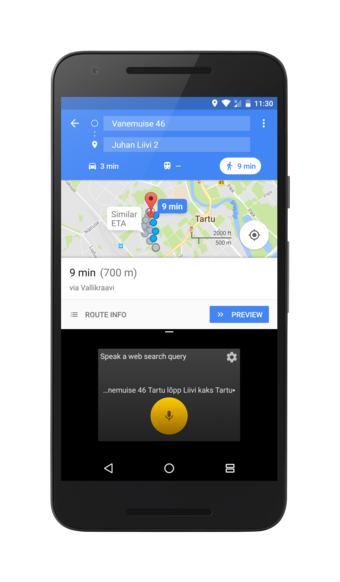 11:30
Vanemuise 46
Juhan Liivi 2
3 min
--
9 min
9 min
Similar
ETA
Tartu
2000 ft
500 m
9 min (700 m)
via Vallikraavi
ROUTE INFO
PREVIEW
Speak a web search query
...nemuise 46 Tartu lõpp Liivi kaks Tartu•